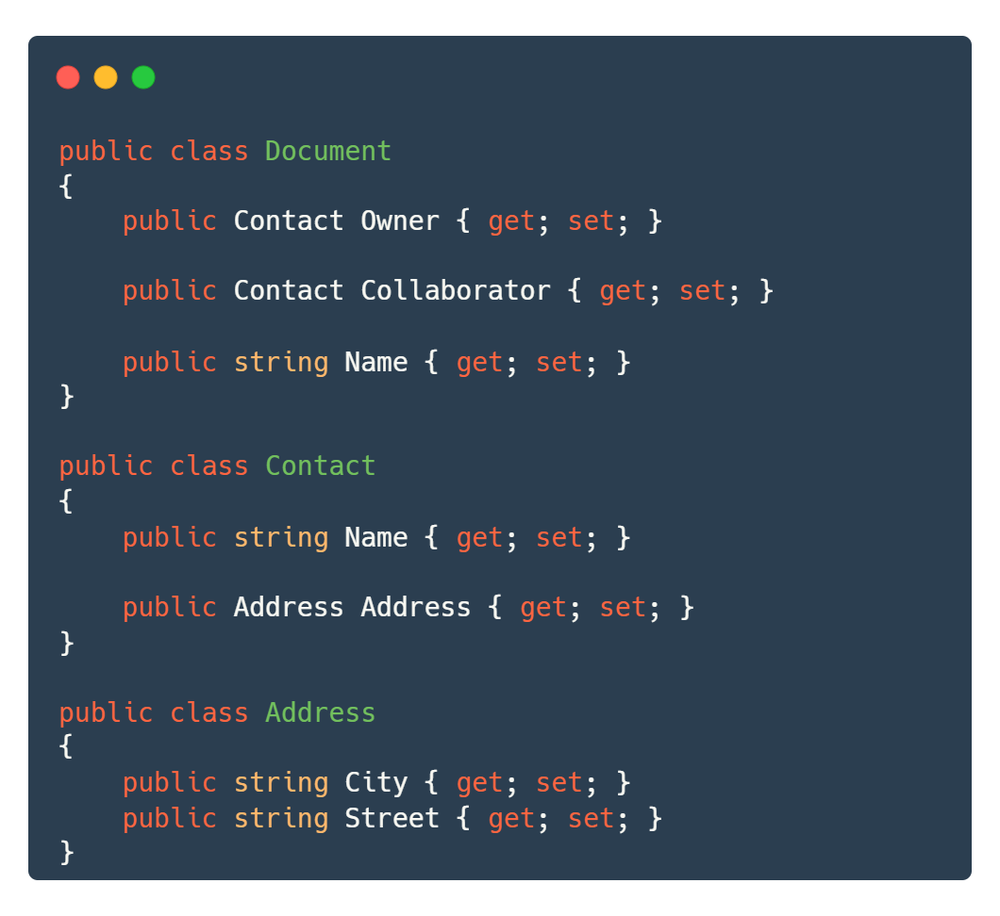 public class Document
{
    public Contact Owner { get; set; }

    public Contact Collaborator { get; set; }

    public string Name { get; set; }
}

public class Contact
{
    public string Name { get; set; }

    public Address Address { get; set; }
}

public class Address
{
    public string City { get; set; }
    public string Street { get; set; }
}